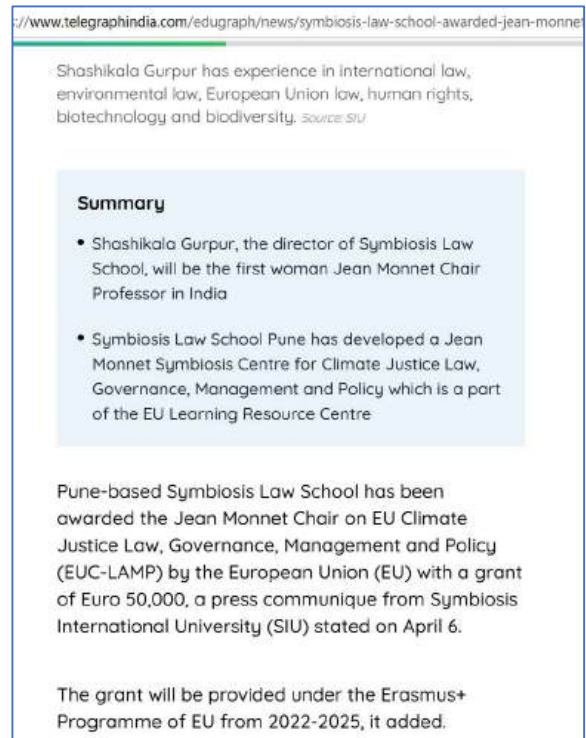 ://www.telegraphindia.com/edugraph/news/symbiosis-law-school-awarded-jean-monnet
Shashikala Gurpur has experience in international law,
environmental law, European Union law, human rights,
biotechnology and biodiversity. Source: SIU
Summary
• Shashikala Gurpur, the director of Symbiosis Law
School, will be the first woman Jean Monnet Chair
Professor in India
• Symbiosis Law School Pune has developed a Jean
Monnet Symbiosis Centre for Climate Justice Law,
Governance, Management and Policy which is a part
of the EU Learning Resource Centre
Pune-based Symbiosis Law School has been
awarded the Jean Monnet Chair on EU Climate
Justice Law, Governance, Management and Policy
(EUC-LAMP) by the European Union (EU) with a grant
of Euro 50,000, a press communique from Symbiosis
International University (SIU) stated on April 6.
The grant will be provided under the Erasmus+
Programme of EU from 2022-2025, it added.